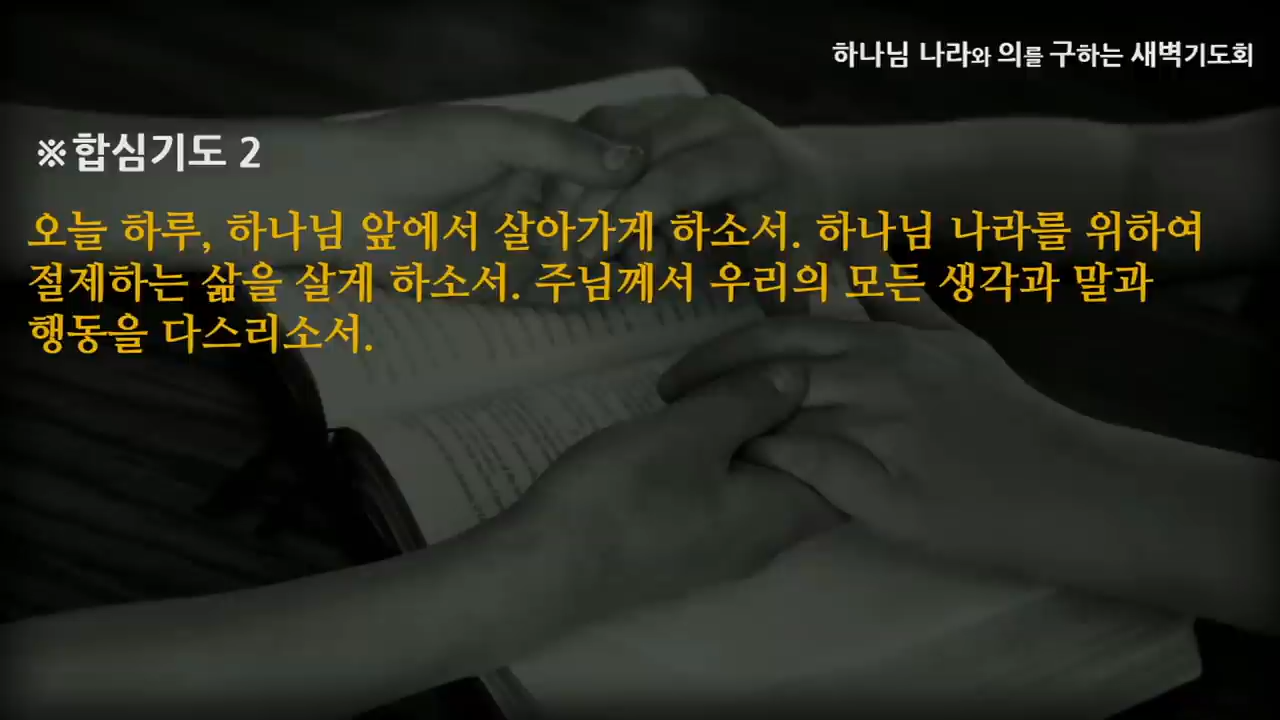 하나님 나라와 의를 구하는 새벽기도회
※합심기도 2
오늘 하루, 하나님 앞에서 살아가게 하소서. 하나님 나라를 위하여
절제하는 삶을 살게 하소서. 주님께서 우리의 모든 생각과 말과
행동을 다스리소서.